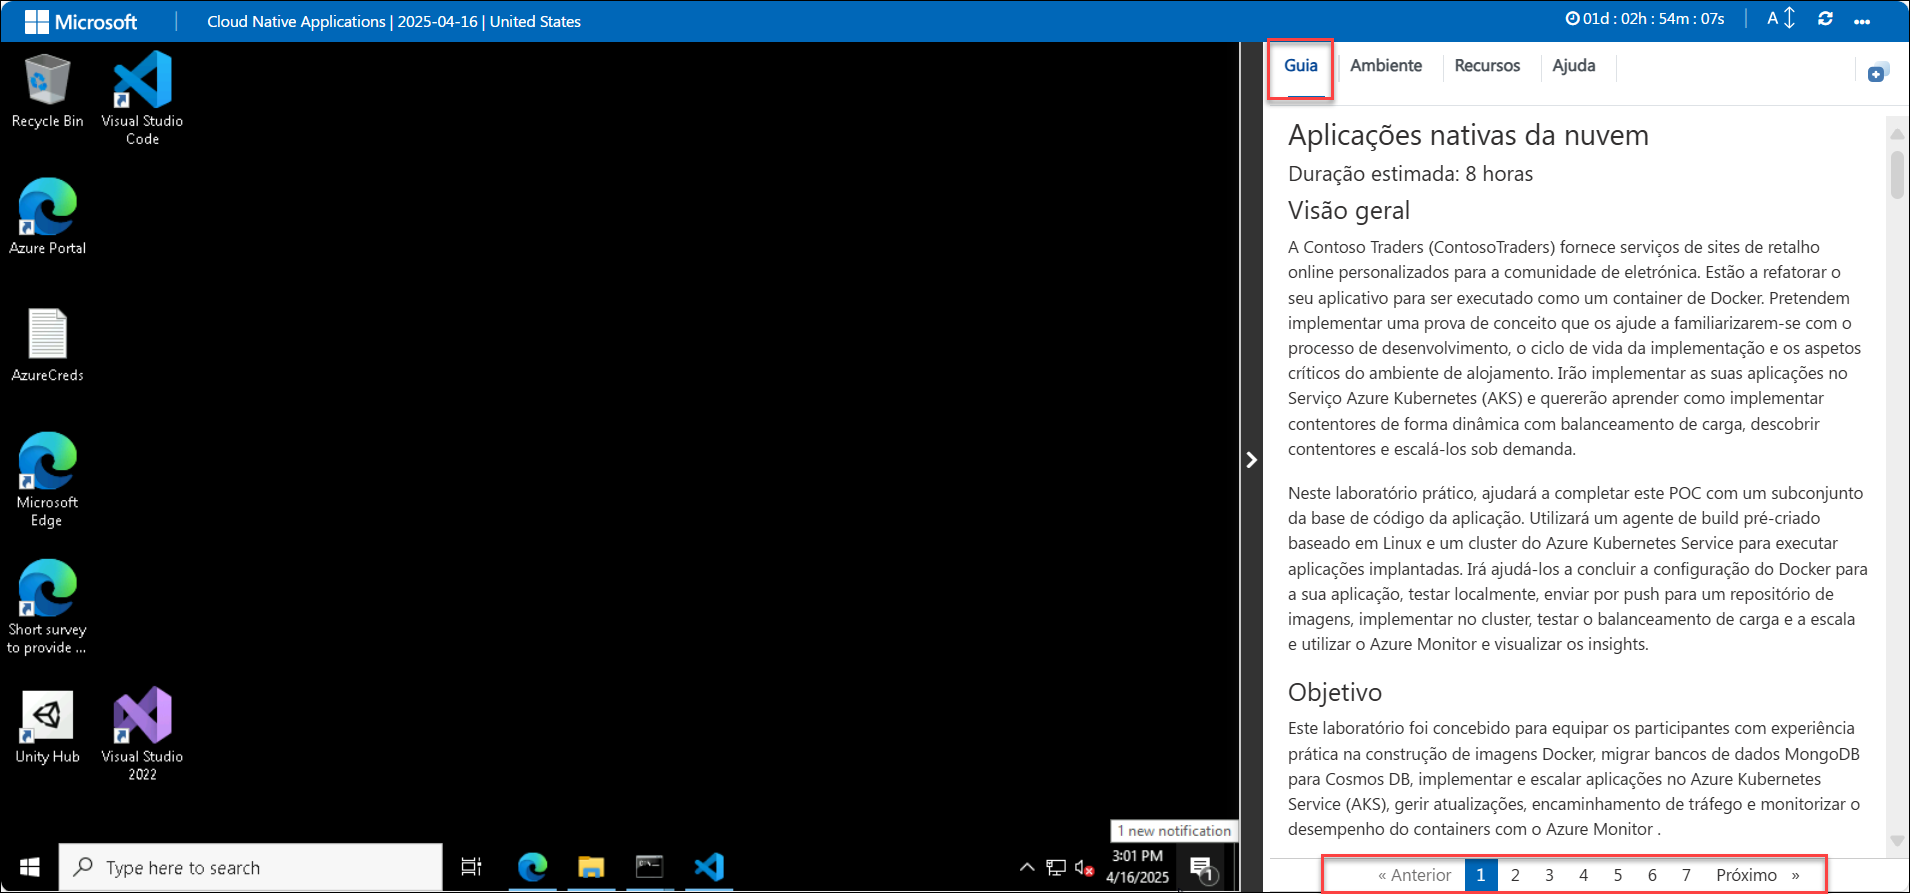 Microsoft
Cloud Native Applications | 2025-04-16 | United States
01d : 02h : 54m : 07s
A
Recycle Bin
Visual Studio
Code
Azure Portal
AzureCreds
Microsoft
Edge
Short survey
to provide ...
Unity Hub
Visual Studio
2022
1 new notification
Type here to search
3:01 PM
4/16/2025
1
Guia
Ambiente
Recursos
Ajuda
Aplicações nativas da nuvem
Duração estimada: 8 horas
Visão geral
A Contoso Traders (ContosoTraders) fornece serviços de sites de retalho
online personalizados para a comunidade de eletrónica. Estão a refatorar o
seu aplicativo para ser executado como um container de Docker. Pretendem
implementar uma prova de conceito que os ajude a familiarizarem-se com o
processo de desenvolvimento, o ciclo de vida da implementação e os aspetos
críticos do ambiente de alojamento. Irão implementar as suas aplicações no
Serviço Azure Kubernetes (AKS) e quererão aprender como implementar
contentores de forma dinâmica com balanceamento de carga, descobrir
contentores e escalá-los sob demanda.
Neste laboratório prático, ajudará a completar este POC com um subconjunto
da base de código da aplicação. Utilizará um agente de build pré-criado
baseado em Linux e um cluster do Azure Kubernetes Service para executar
aplicações implantadas. Irá ajudá-los a concluir a configuração do Docker para
a sua aplicação, testar localmente, enviar por push para um repositório de
imagens, implementar no cluster, testar o balanceamento de carga e a escala
e utilizar o Azure Monitor e visualizar os insights.
Objetivo
Este laboratório foi concebido para equipar os participantes com experiência
prática na construção de imagens Docker, migrar bancos de dados MongoDB
para Cosmos DB, implementar e escalar aplicações no Azure Kubernetes
Service (AKS), gerir atualizações, encaminhamento de tráfego e monitorizar o
desempenho do containers com o Azure Monitor .
« Anterior 1 2 3 4 5 6 7 Próximo »